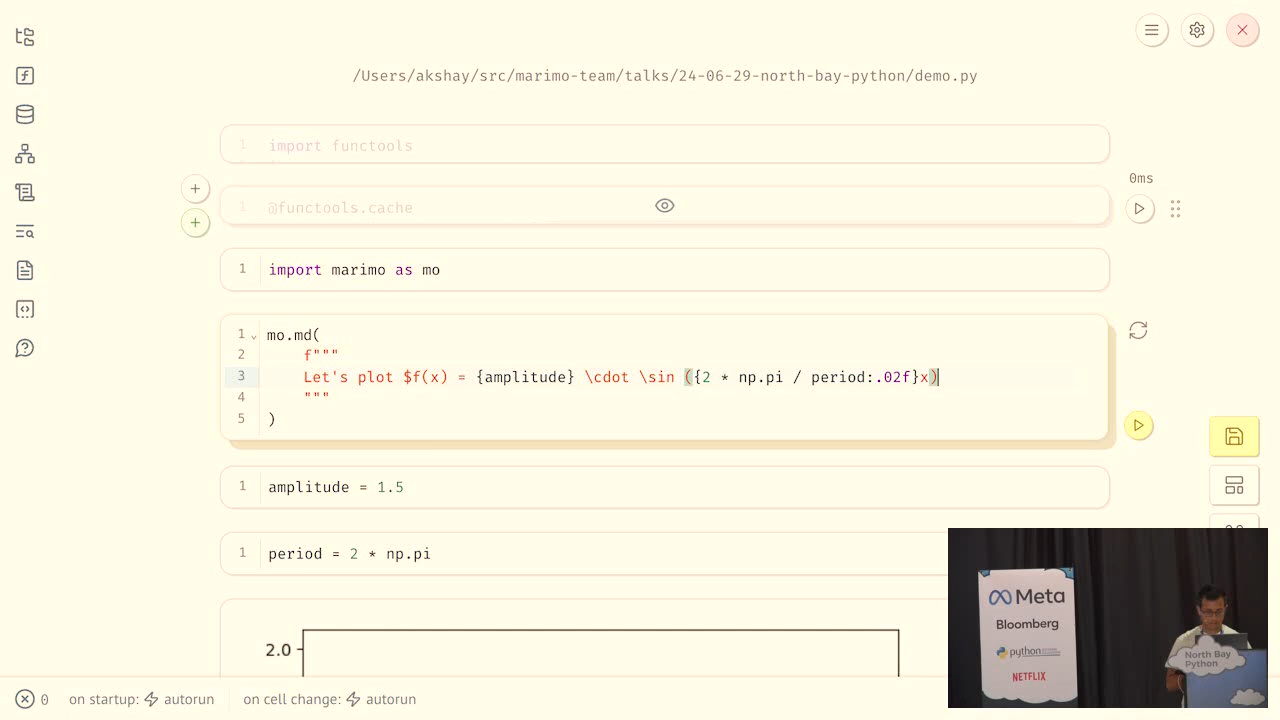 /Users/akshay/src/marimo-team/talks/24-06-29-north-bay-python/demo.py
1 import functools
0ms
1 @functools.cache
1 import marimo as mo
1 mo.md(
2 f"""
3 Let's plot $f(x) = {amplitude} \cdot \sin ({2 * np.pi / period:.02f}x)
4 """
5 )
1 amplitude = 1.5
1 period = 2 * np.pi
2.0
Meta
Bloomberg
python
NETFLIX
North Bay
Python
0 on startup: autorun on cell change: autorun